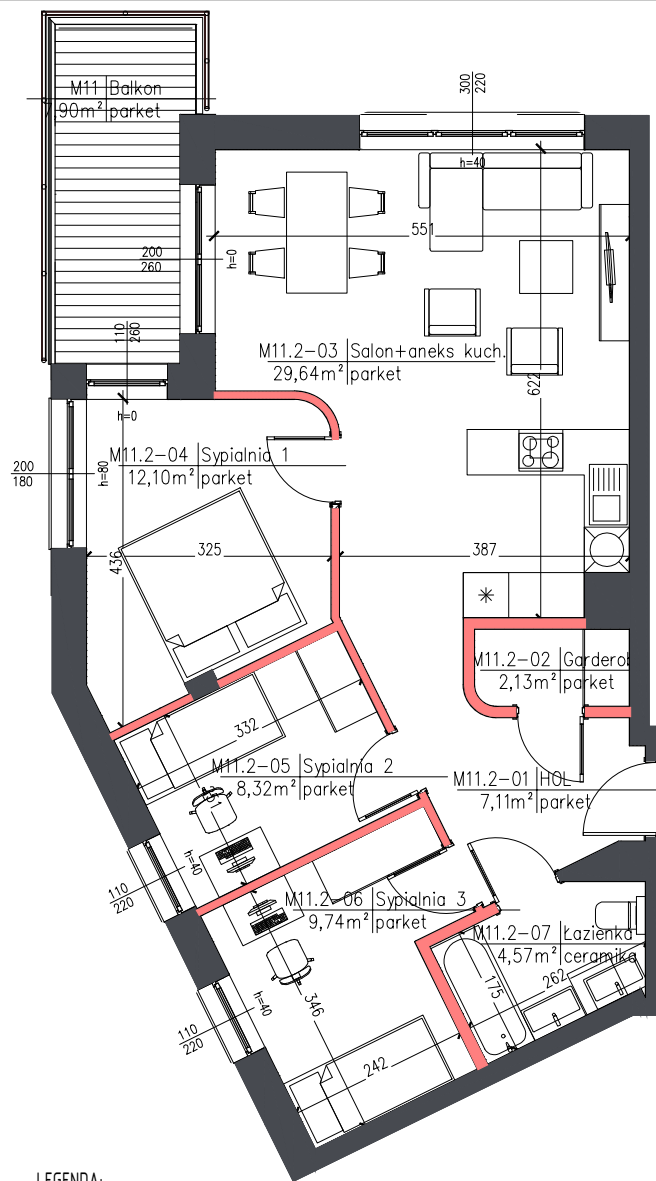 M11 Balkon
7,90m² parket
300
220
h=40
551
200
260
h=0
M11.2-03 Salon+aneks kuch.
29,64m² parket
622
110
260
h=0
M11.2-04 Sypialnia 1
12,10m² parket
200
180
h=80
436
325
387
M11.2-02 Garderob
2,13m² parket
332
M11.2-05 Sypialnia 2
8,32m² parket
M11.2-01 HOL
7,11m² parket
h=40
110
220
M11.2-06 Sypialnia 3
9,74m² parket
M11.2-07 Łazienka
4,57m² ceramika
262
175
h=40
346
110
220
242
LEGENDA: